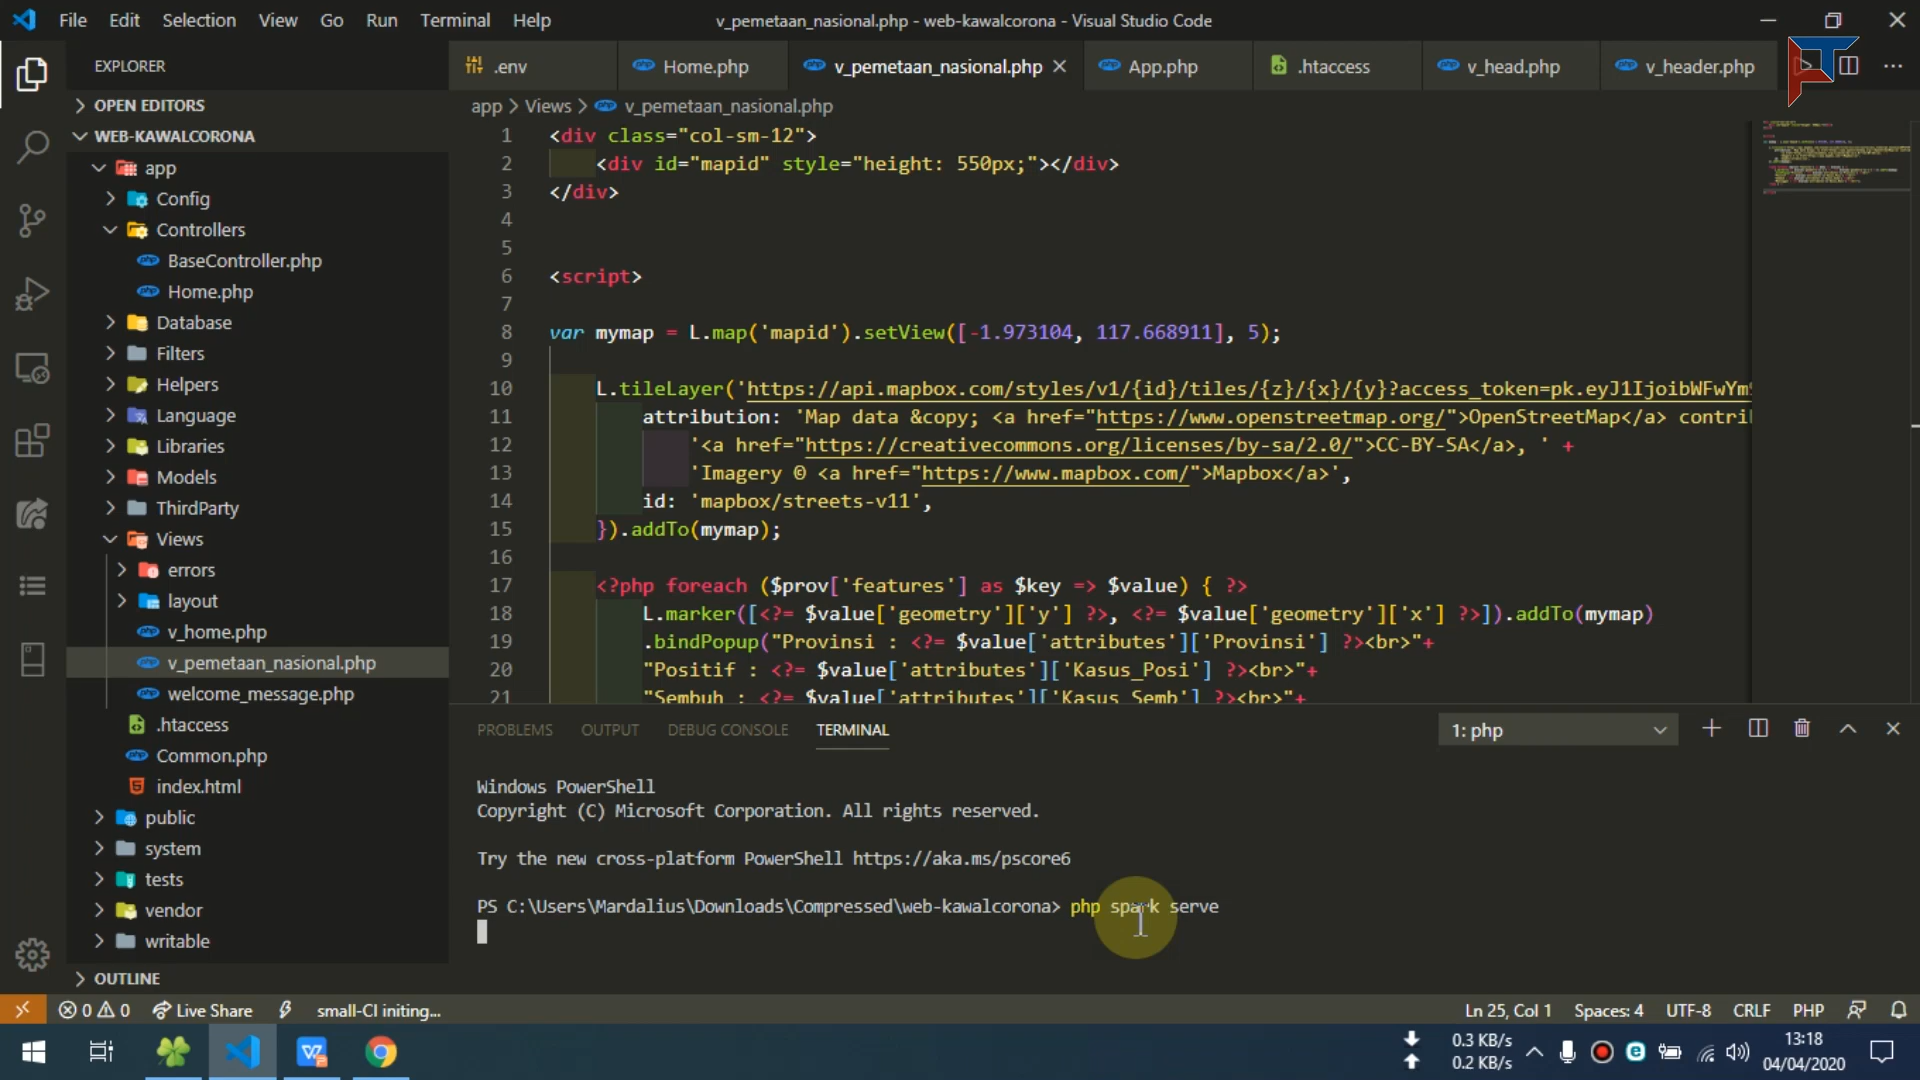 File Edit Selection View Go Run Terminal Help
v_pemetaan_nasional.php - web-kawalcorona - Visual Studio Code
EXPLORER
.env
Home.php
v_pemetaan_nasional.php
App.php
.htaccess
v_head.php
v_header.php
OPEN EDITORS
WEB-KAWALCORONA
app
Config
Controllers
BaseController.php
Home.php
Database
Filters
Helpers
Language
Libraries
Models
ThirdParty
Views
errors
layout
v_home.php
v_pemetaan_nasional.php
welcome_message.php
.htaccess
Common.php
index.html
public
system
tests
vendor
writable
OUTLINE
app > Views > v_pemetaan_nasional.php
1 <div class="col-sm-12">
2 <div id="mapid" style="height: 550px;"></div>
3 </div>
4
5
6 <script>
7
8 var mymap = L.map('mapid').setView([-1.973104, 117.668911], 5);
9
10 L.tileLayer('https://api.mapbox.com/styles/v1/{id}/tiles/{z}/{x}/{y}?access_token=pk.eyJ1IjoibWFwYm
11 attribution: 'Map data &copy; <a href="https://www.openstreetmap.org/">OpenStreetMap</a> contri
12 '<a href="https://creativecommons.org/licenses/by-sa/2.0/">CC-BY-SA</a>, ' +
13 'Imagery © <a href="https://www.mapbox.com/">Mapbox</a>',
14 id: 'mapbox/streets-v11',
15 }).addTo(mymap);
16
17 <?php foreach ($prov['features'] as $key => $value) { ?>
18 L.marker([<?= $value['geometry']['y'] ?>, <?= $value['geometry']['x'] ?>]).addTo(mymap)
19 .bindPopup("Provinsi : <?= $value['attributes']['Provinsi'] ?><br>"+
20 "Positif : <?= $value['attributes']['Kasus_Posi'] ?><br>"+
21 "Sembuh : <?= $value['attributes']['Kasus_Semb'] ?><br>"+
PROBLEMS OUTPUT DEBUG CONSOLE TERMINAL
1: php
Windows PowerShell
Copyright (C) Microsoft Corporation. All rights reserved.
Try the new cross-platform PowerShell https://aka.ms/pscore6
PS C:\Users\Mardalius\Downloads\Compressed\web-kawalcorona> php spark serve
0 0 Live Share small-CI initing...
Ln 25, Col 1 Spaces: 4 UTF-8 CRLF PHP
0.3 KB/s
0.2 KB/s
13:18
04/04/2020